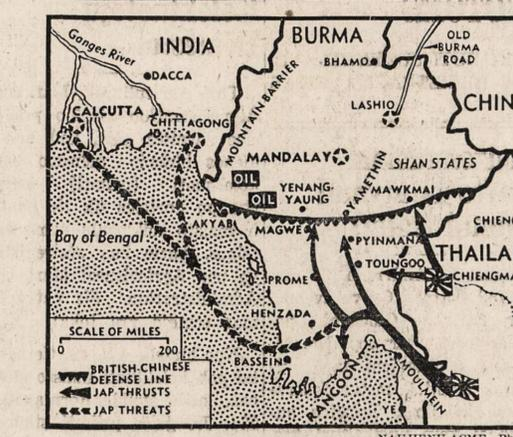 Ganges River
INDIA
BURMA
OLD
BURMA
ROAD
BHAMO
DACCA
LASHIO
CHIN
CALCUTTA
CHITTAGONG
MOUNTAIN BARRIER
MANDALAY
SHAN STATES
OIL
OIL
YENANG-
YAUNG
YAMETHIN
MAWKMAI
AKYAB
MAGWE
CHIEN
Bay of Bengal
PYINMANA
THAILA
TOUNGOO
CHIENGMA
PROME
HENZADA
SCALE OF MILES
0 200
BASSEIN
RANGOON
MOULMEIN
YE
BRITISH-CHINESE
DEFENSE LINE
JAP THRUSTS
JAP THREATS